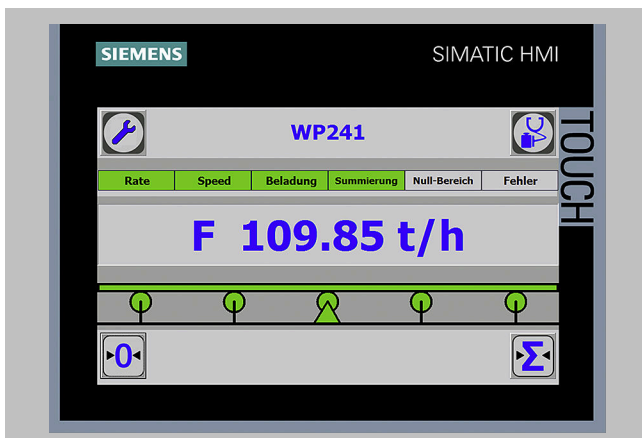 SIEMENS
SIMATIC HMI
TOUCH
WP241
Rate Speed Beladung Summierung Null-Bereich Fehler
F 109.85 t/h
0
Σ